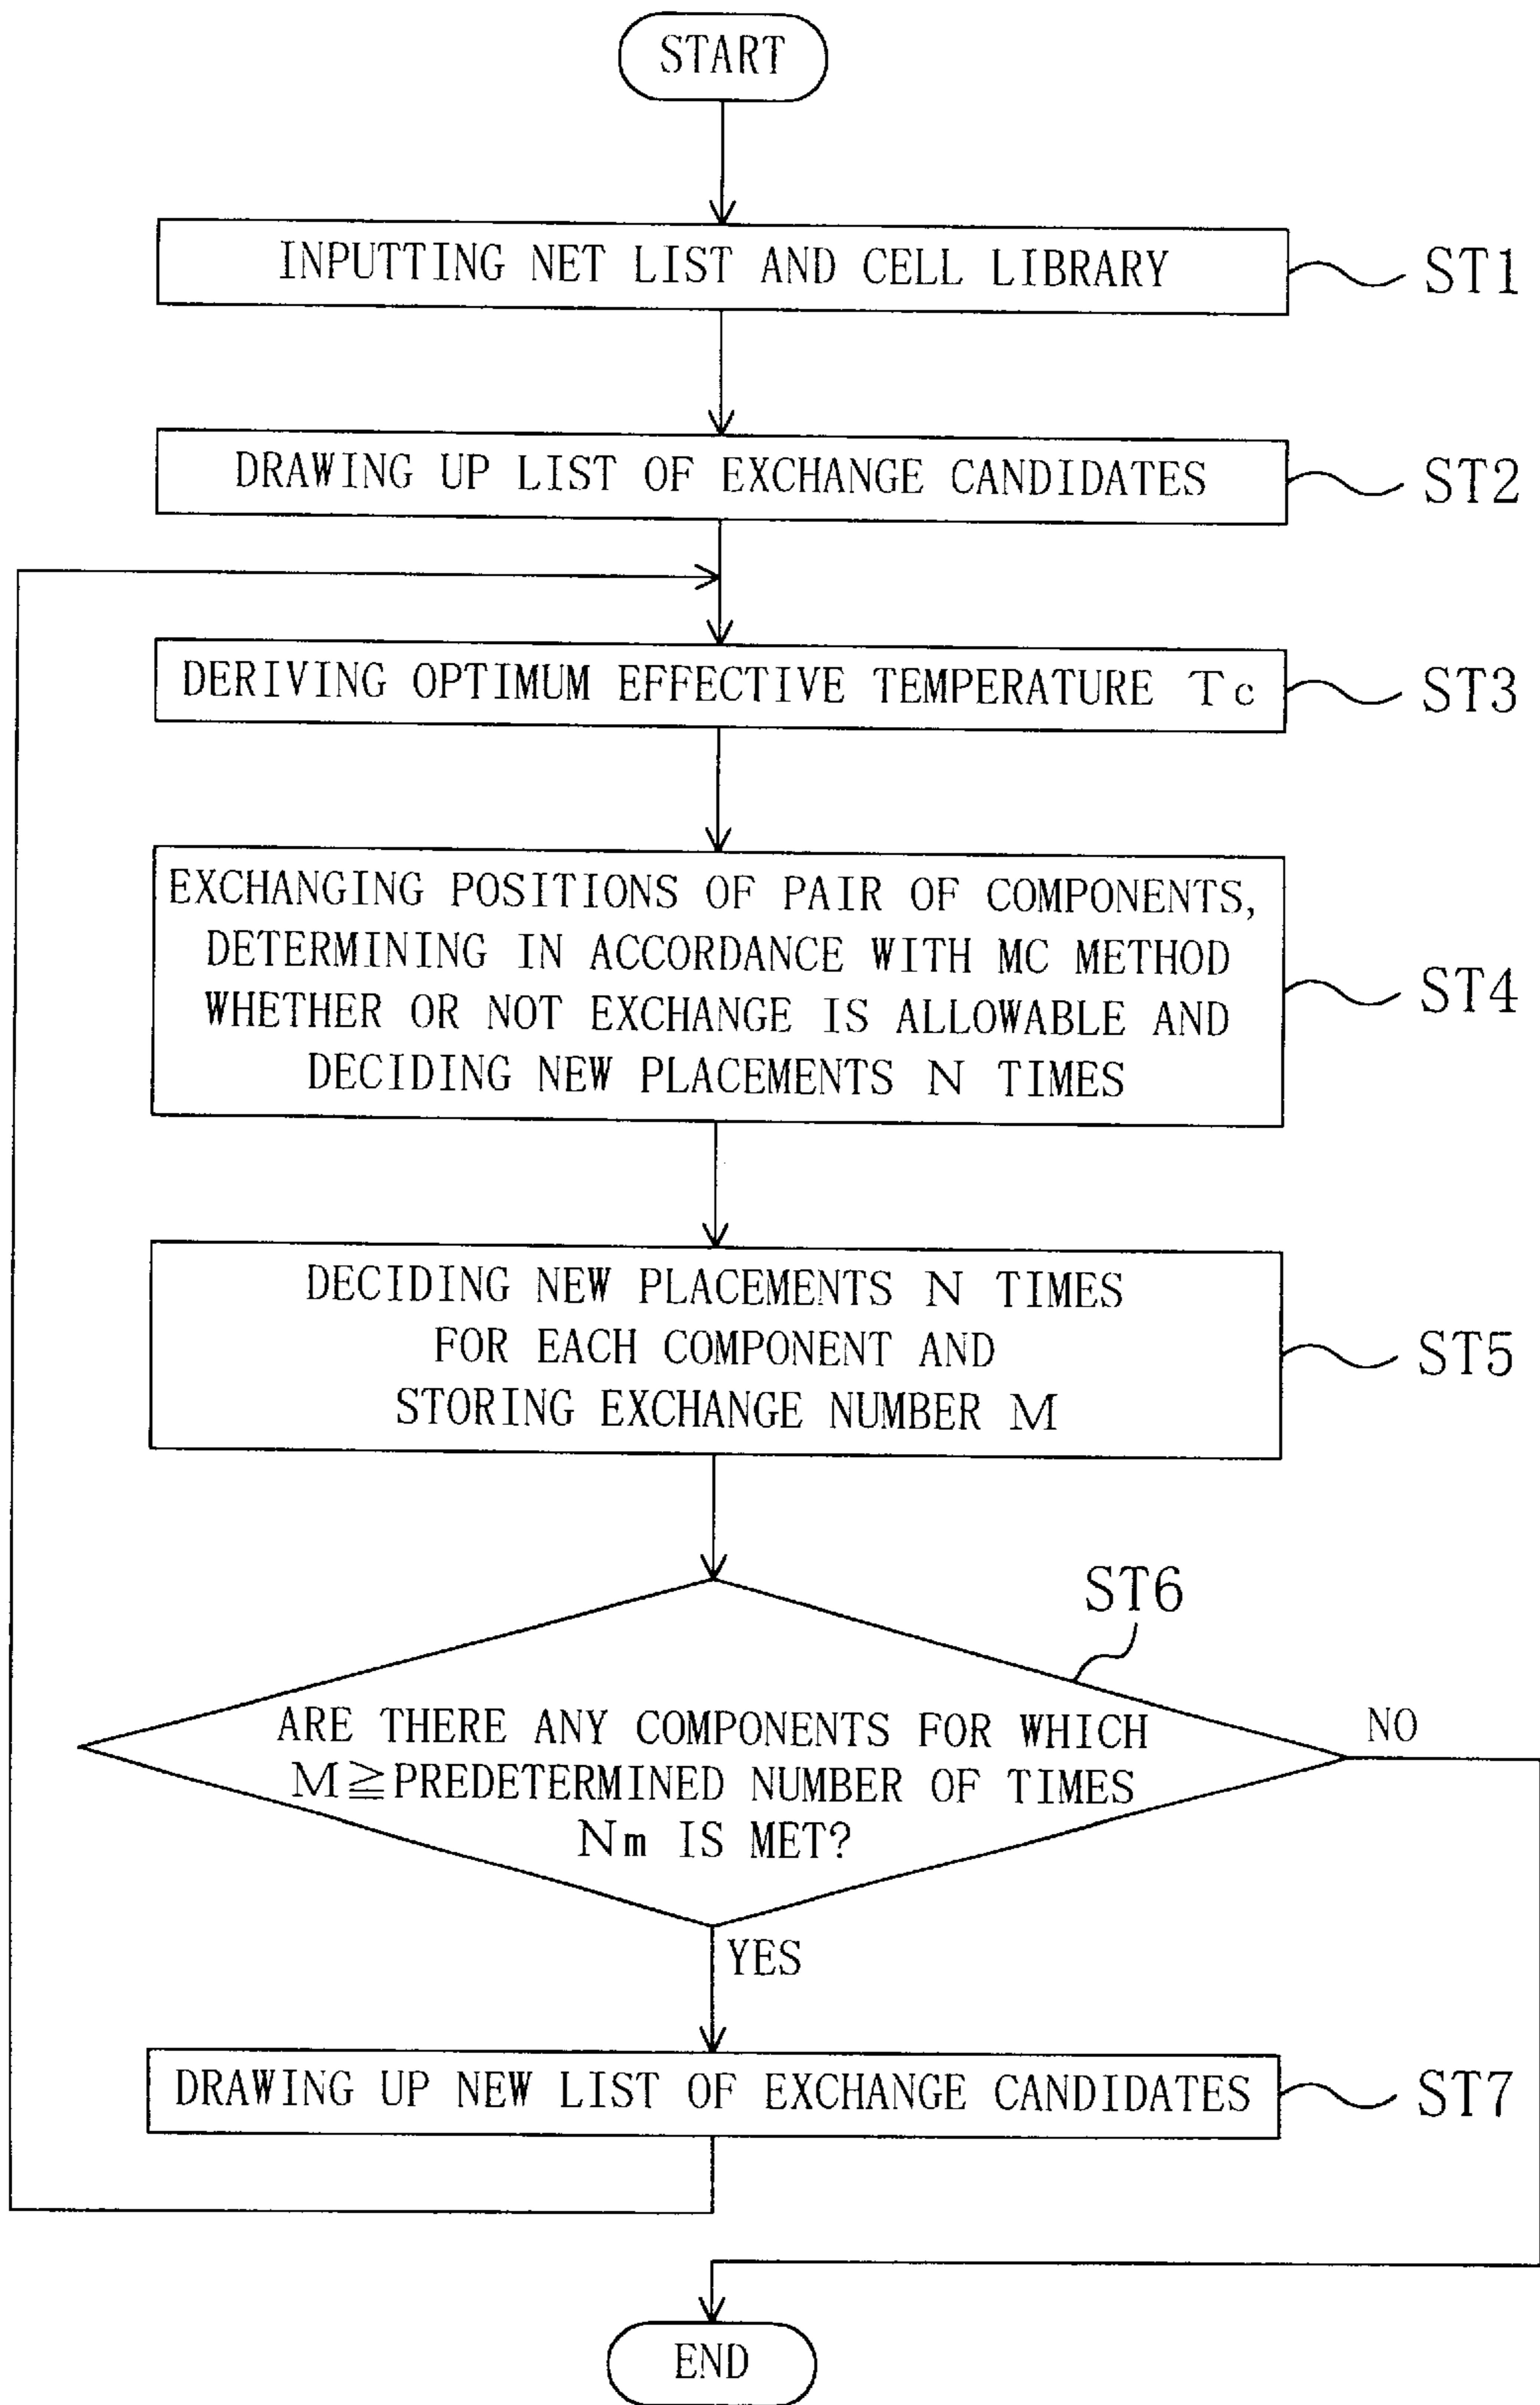 START
INPUTTING NET LIST AND CELL LIBRARY
ST1
DRAWING UP LIST OF EXCHANGE CANDIDATES
ST2
DERIVING OPTIMUM EFFECTIVE TEMPERATURE Tc
ST3
EXCHANGING POSITIONS OF PAIR OF COMPONENTS,
DETERMINING IN ACCORDANCE WITH MC METHOD
WHETHER OR NOT EXCHANGE IS ALLOWABLE AND
DECIDING NEW PLACEMENTS N TIMES
ST4
DECIDING NEW PLACEMENTS N TIMES
FOR EACH COMPONENT AND
STORING EXCHANGE NUMBER M
ST5
ST6
ARE THERE ANY COMPONENTS FOR WHICH
M≧PREDETERMINED NUMBER OF TIMES
Nm IS MET?
NO
YES
DRAWING UP NEW LIST OF EXCHANGE CANDIDATES
ST7
END